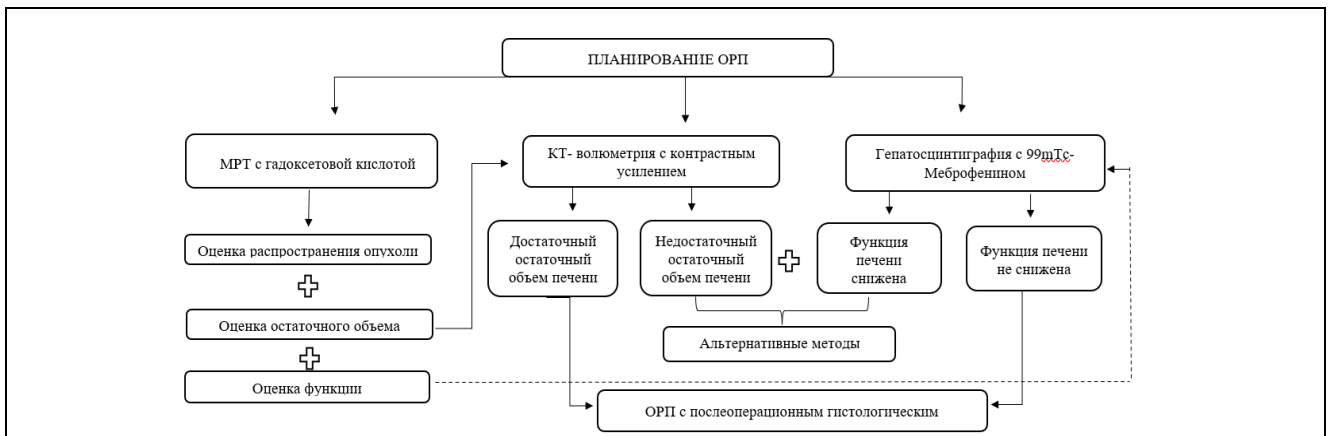 ПЛАНИРОВАНИЕ ОРП
МРТ с гадоксетовой кислотой
КТ- волюметрия с контрастным
усилением
Гепатосцинтиграфия с 99mTc-
Меброфенином
Оценка распространения опухоли
Достаточный
остаточный
объем печени
Недостаточный
остаточный
объем печени
Функция
печени
снижена
Функция печени
не снижена
Оценка остаточного объема
Альтернативные методы
Оценка функции
ОРП с послеоперационным гистологическим